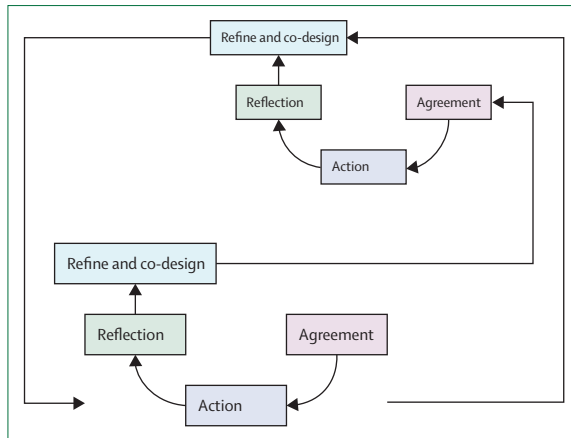 Refine and co-design
Reflection
Agreement
Action
Refine and co-design
Reflection
Agreement
Action